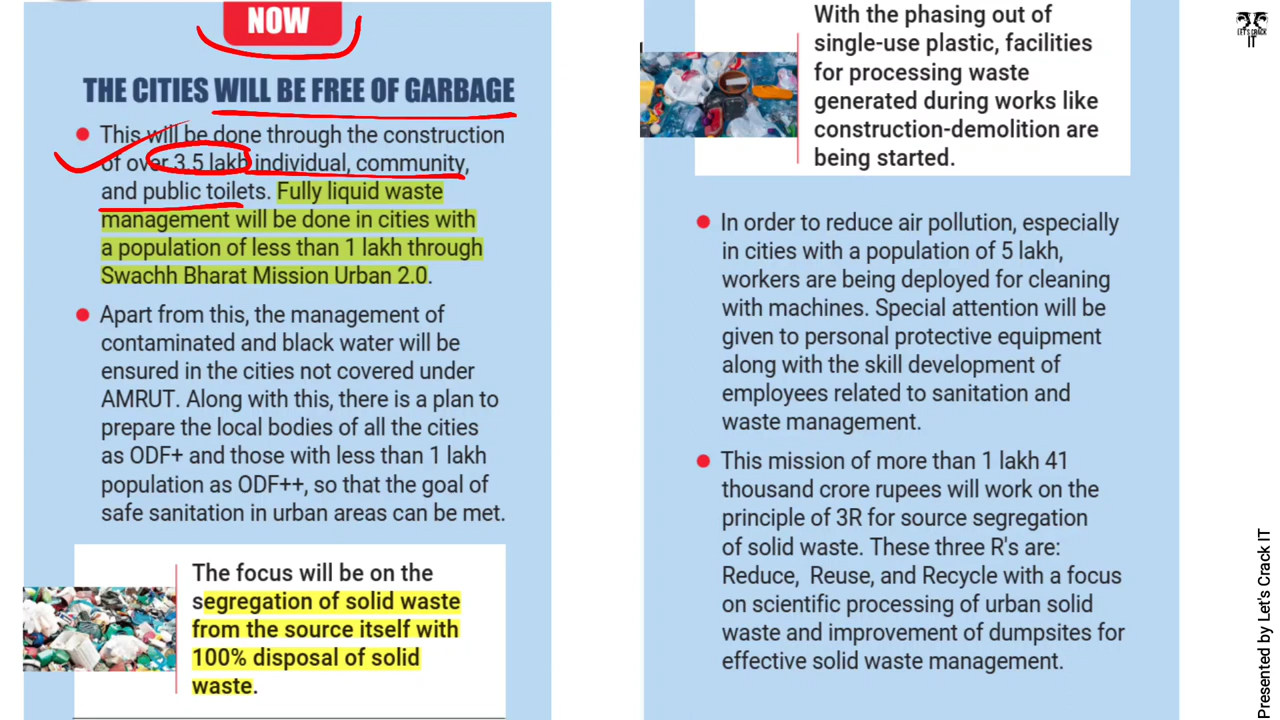 NOW
THE CITIES WILL BE FREE OF GARBAGE
This will be done through the construction
of over 3.5 lakh individual, community,
and public toilets. Fully liquid waste
management will be done in cities with
a population of less than 1 lakh through
Swachh Bharat Mission Urban 2.0.
Apart from this, the management of
contaminated and black water will be
ensured in the cities not covered under
AMRUT. Along with this, there is a plan to
prepare the local bodies of all the cities
as ODF+ and those with less than 1 lakh
population as ODF++, so that the goal of
safe sanitation in urban areas can be met.
The focus will be on the
segregation of solid waste
from the source itself with
100% disposal of solid
waste.
With the phasing out of
single-use plastic, facilities
for processing waste
generated during works like
construction-demolition are
being started.
In order to reduce air pollution, especially
in cities with a population of 5 lakh,
workers are being deployed for cleaning
with machines. Special attention will be
given to personal protective equipment
along with the skill development of
employees related to sanitation and
waste management.
This mission of more than 1 lakh 41
thousand crore rupees will work on the
principle of 3R for source segregation
of solid waste. These three R's are:
Reduce, Reuse, and Recycle with a focus
on scientific processing of urban solid
waste and improvement of dumpsites for
effective solid waste management.
LET'S CRACK
IT
Presented by Let's Crack IT